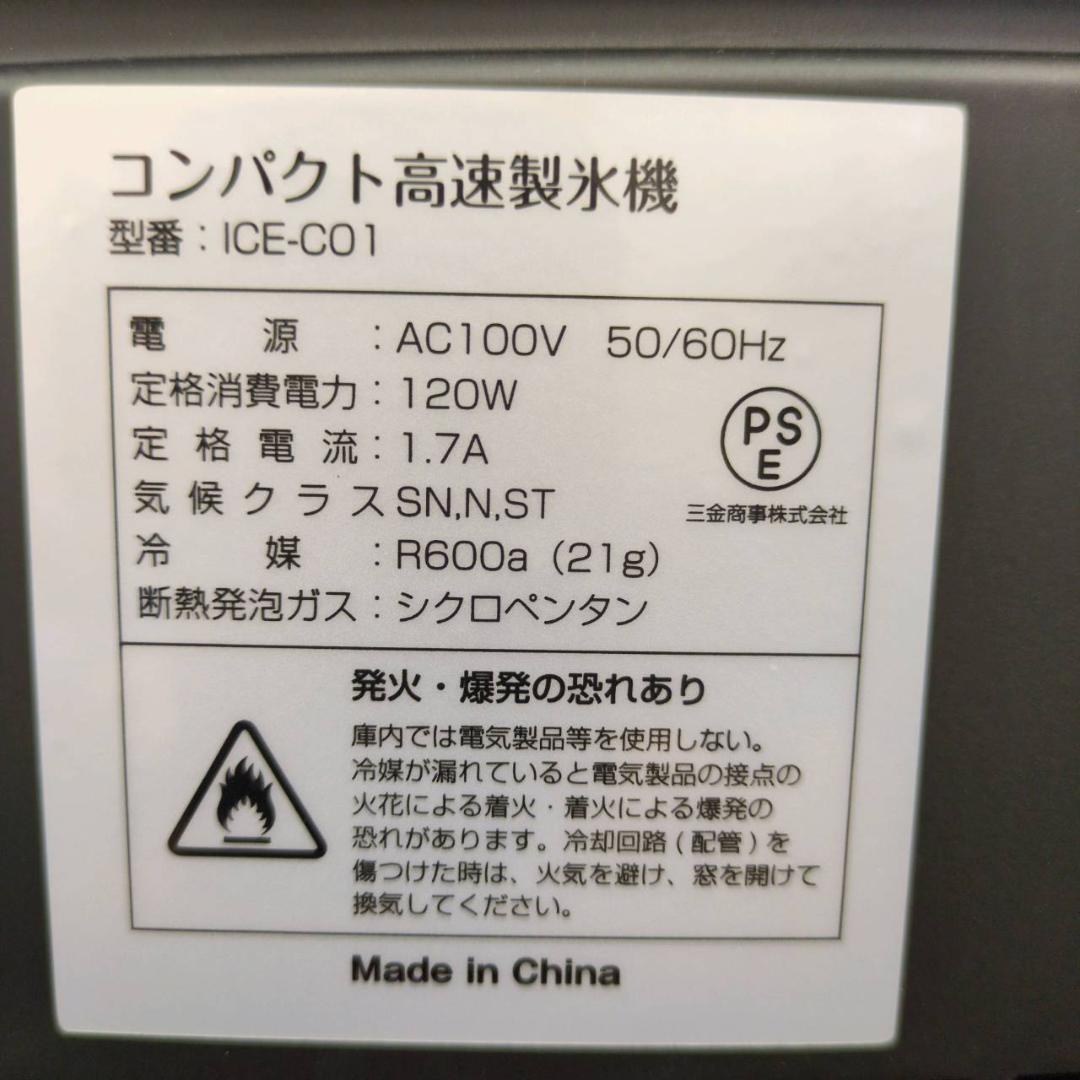 コンパクト高速製氷機
型番：ICE-C01
電源：AC100V 50/60Hz
定格消費電力：120W
定格電流：1.7A
気候クラス SN,N,ST
冷媒：R600a（21g）
断熱発泡ガス：シクロペンタン
PS
E
三金商事株式会社
発火・爆発の恐れあり
庫内では電気製品等を使用しない。
冷媒が漏れていると電気製品の接点の
火花による着火・着火による爆発の
恐れがあります。冷却回路(配管)を
傷つけた時は、火気を避け、窓を開けて
換気してください。
Made in China